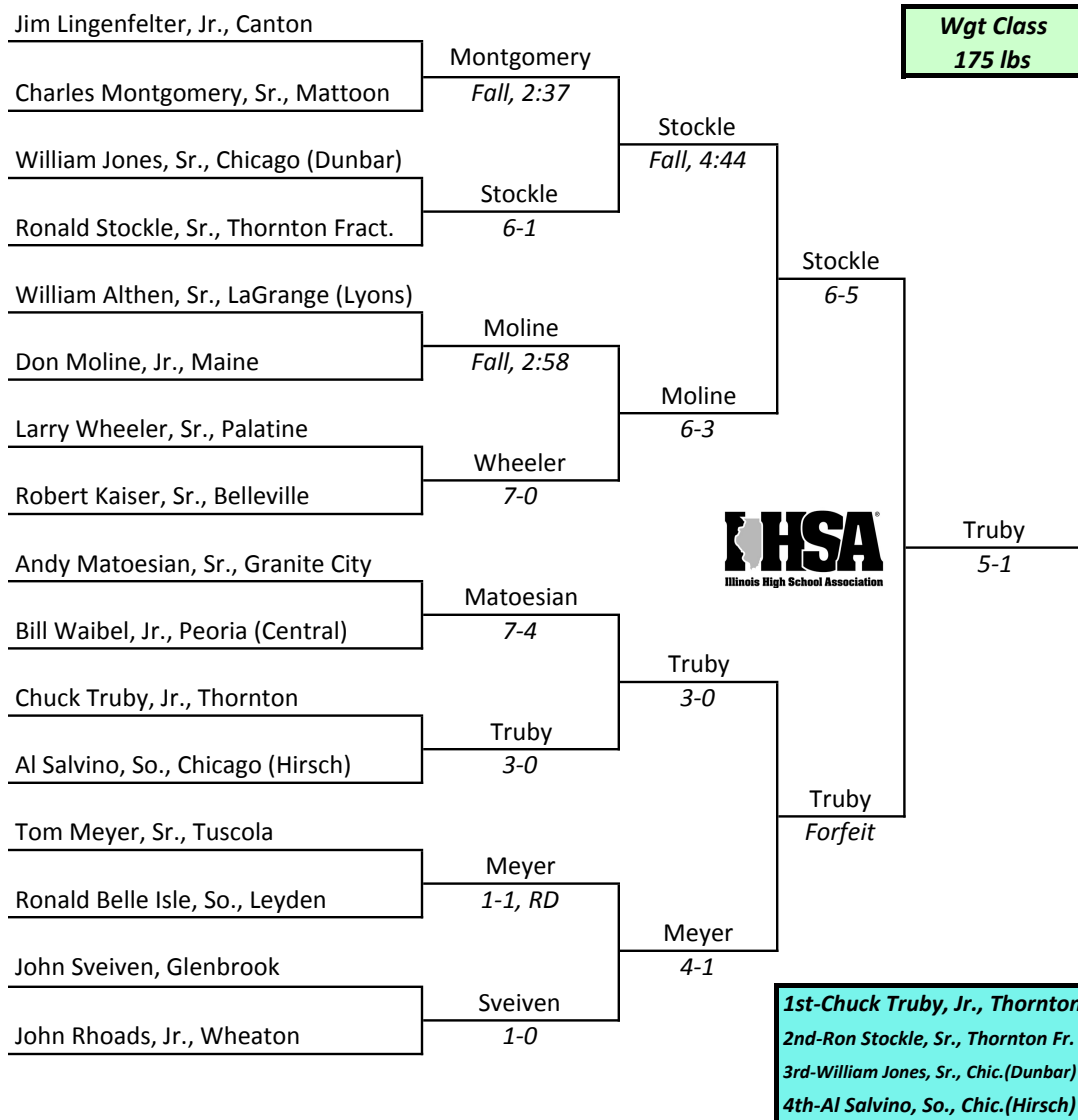 Jim Lingenfelter, Jr., Canton
Wgt Class
175 lbs
Montgomery
Charles Montgomery, Sr., Mattoon
Fall, 2:37
Stockle
Fall, 4:44
William Jones, Sr., Chicago (Dunbar)
Stockle
Ronald Stockle, Sr., Thornton Fract.
6-1
Stockle
6-5
William Althen, Sr., LaGrange (Lyons)
Moline
Don Moline, Jr., Maine
Fall, 2:58
Moline
6-3
Larry Wheeler, Sr., Palatine
Wheeler
Robert Kaiser, Sr., Belleville
7-0
IHSA®
Illinois High School Association
Truby
5-1
Andy Matoesian, Sr., Granite City
Matoesian
Bill Waibel, Jr., Peoria (Central)
7-4
Truby
3-0
Chuck Truby, Jr., Thornton
Truby
Al Salvino, So., Chicago (Hirsch)
3-0
Truby
Forfeit
Tom Meyer, Sr., Tuscola
Meyer
Ronald Belle Isle, So., Leyden
1-1, RD
Meyer
4-1
John Sveiven, Glenbrook
Sveiven
John Rhoads, Jr., Wheaton
1-0
1st-Chuck Truby, Jr., Thornton
2nd-Ron Stockle, Sr., Thornton Fr.
3rd-William Jones, Sr., Chic.(Dunbar)
4th-Al Salvino, So., Chic.(Hirsch)